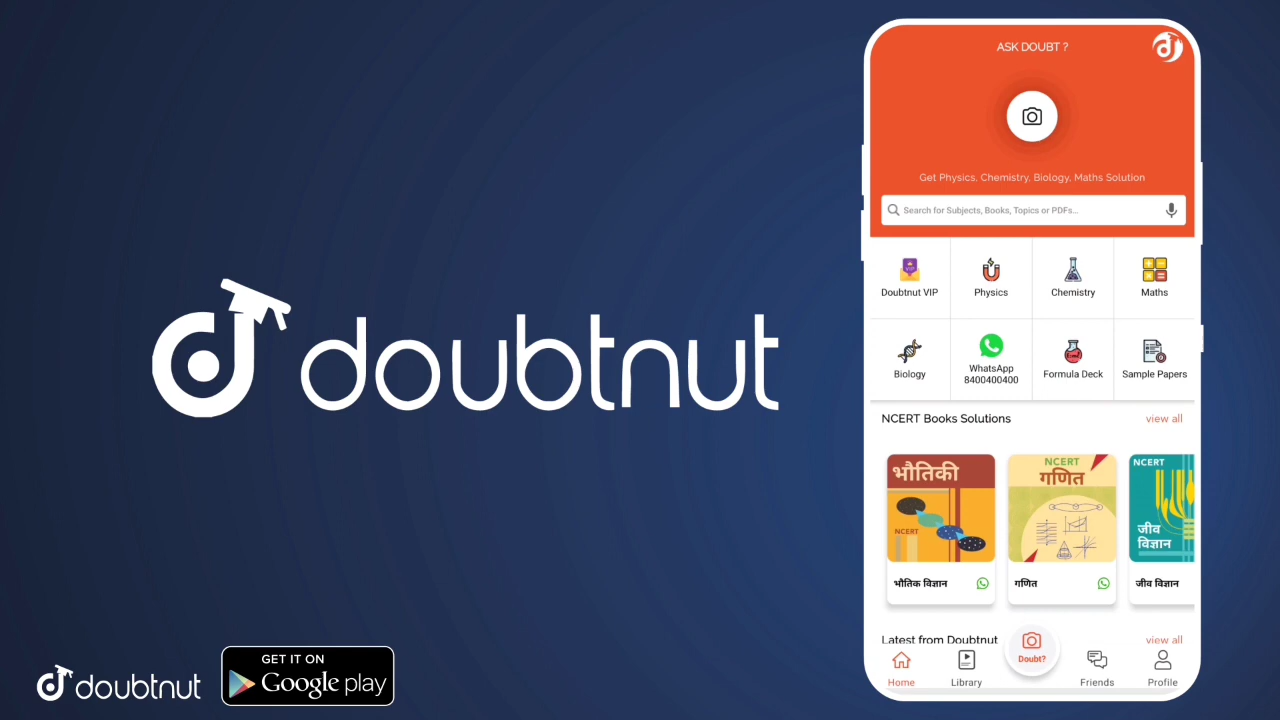 doubtnut
doubtnut
GET IT ON
Google play
ASK DOUBT ?
Get Physics, Chemistry, Biology, Maths Solution
Search for Subjects, Books, Topics or PDFs...
Doubtnut VIP
Physics
Chemistry
Maths
Biology
WhatsApp
8400400400
Formula Deck
Sample Papers
NCERT Books Solutions
view all
भौतिकी
NCERT
NCERT
गणित
NCERT
जीव
विज्ञान
भौतिक विज्ञान
गणित
जीव विज्ञान
Latest from Doubtnut
view all
Doubt?
Home
Library
Friends
Profile